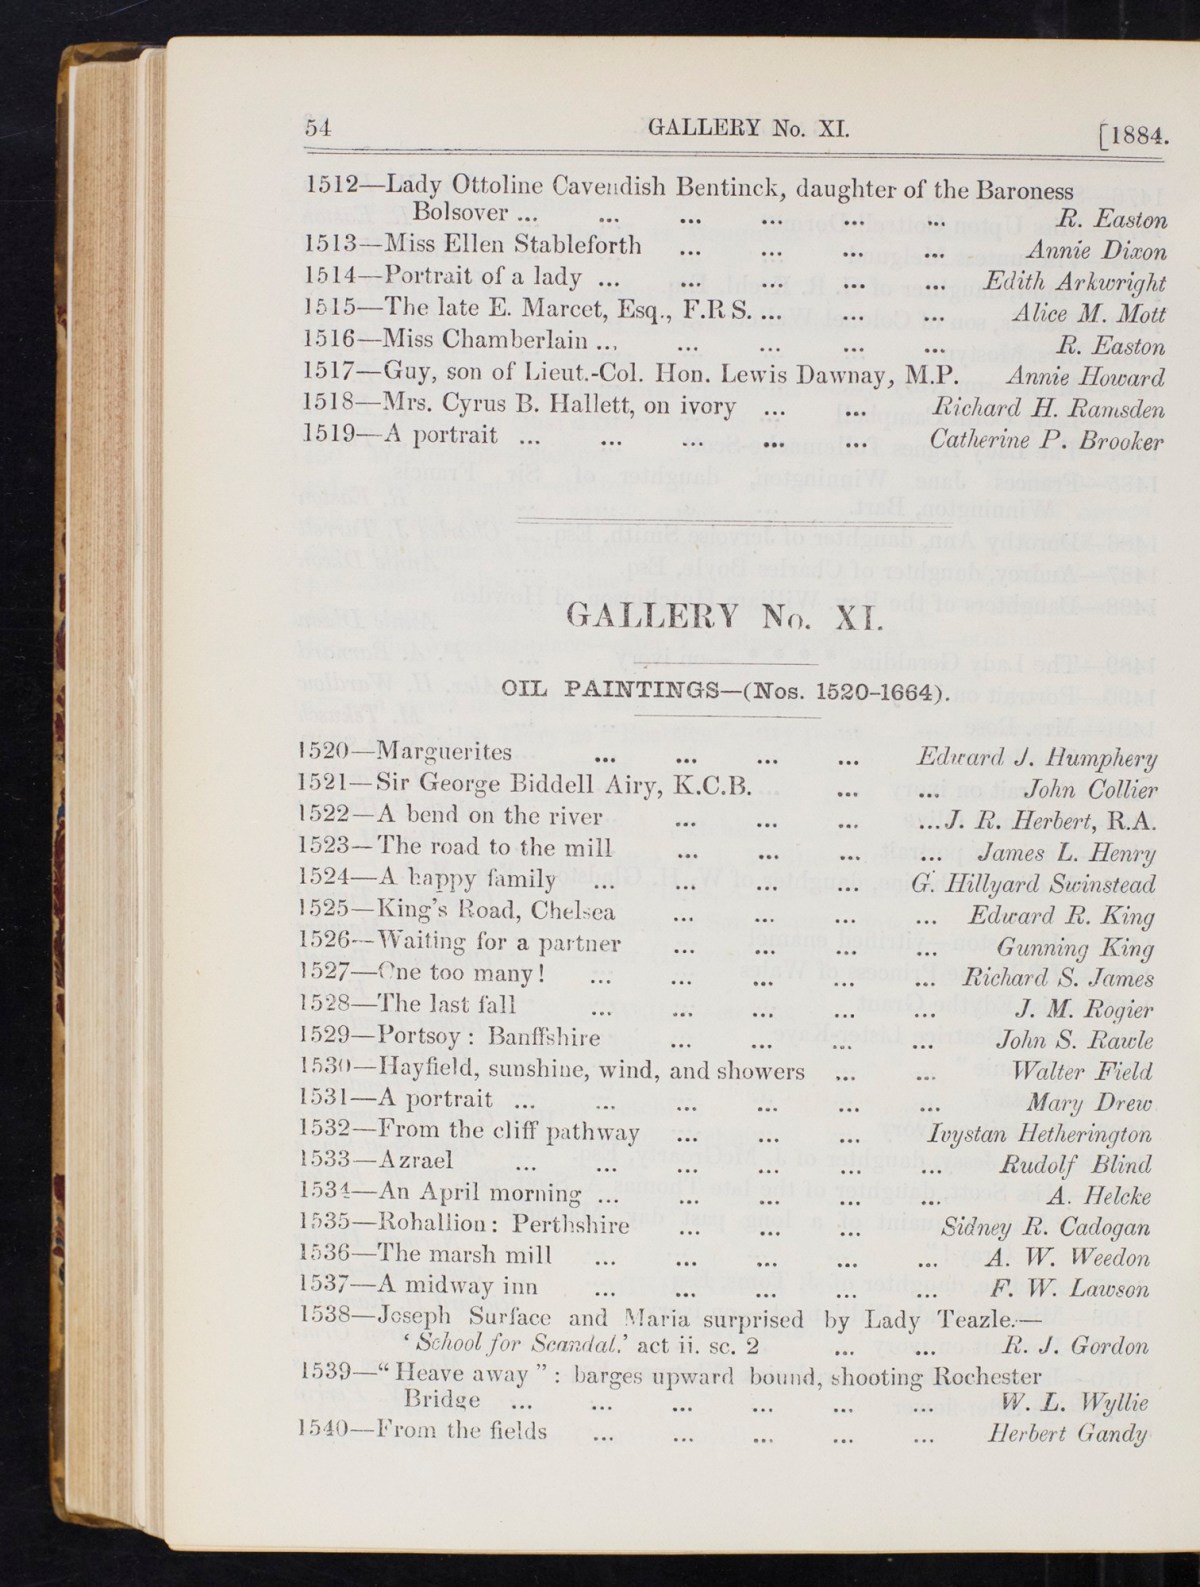 54 GALLERY No. XI. [1884.
1512—Lady Ottoline Cavendish Bentinck, daughter of the Baroness
Bolsover ... ... ... ... ... ... R. Easton
1513—Miss Ellen Stableforth ... ... ... ... Annie Dixon
1514—Portrait of a lady ... ... ... ... ... Edith Arkwright
1515—The late E. Marcet, Esq., F.R S. ... ... ... Alice M. Mott
1516—Miss Chamberlain ... ... ... ... ... R. Easton
1517—Guy, son of Lieut.-Col. Hon. Lewis Dawnay, M.P. Annie Howard
1518—Mrs. Cyrus B. Hallett, on ivory ... ... Richard H. Ramsden
1519—A portrait ... ... ... ... ... Catherine P. Brooker
GALLERY No. XI.
OIL PAINTINGS—(Nos. 1520-1664).
1520—Marguerites ... ... ... ... Edward J. Humphery
1521—Sir George Biddell Airy, K.C.B. ... ... John Collier
1522—A bend on the river ... ... ... ... J. R. Herbert, R.A.
1523—The road to the mill ... ... ... ... James L. Henry
1524—A happy family ... ... ... ... G. Hillyard Swinstead
1525—King's Road, Chelsea ... ... ... ... Edward R. King
1526—Waiting for a partner ... ... ... ... Gunning King
1527—One too many! ... ... ... ... ... Richard S. James
1528—The last fall ... ... ... ... ... J. M. Rogier
1529—Portsoy: Banffshire ... ... ... ... John S. Rawle
1530—Hayfield, sunshine, wind, and showers ... ... Walter Field
1531—A portrait ... ... ... ... ... ... Mary Drew
1532—From the cliff pathway ... ... ... Ivystan Hetherington
1533—Azrael ... ... ... ... ... ... Rudolf Blind
1534—An April morning ... ... ... ... ... A. Helcke
1535—Rohallion: Perthshire ... ... ... Sidney R. Cadogan
1536—The marsh mill ... ... ... ... ... A. W. Weedon
1537—A midway inn ... ... ... ... ... F. W. Lawson
1538—Joseph Surface and Maria surprised by Lady Teazle.—
'School for Scandal.' act ii. sc. 2 ... ... R. J. Gordon
1539—"Heave away": barges upward bound, shooting Rochester
Bridge ... ... ... ... ... ... W. L. Wyllie
1540—From the fields ... ... ... ... ... Herbert Gandy